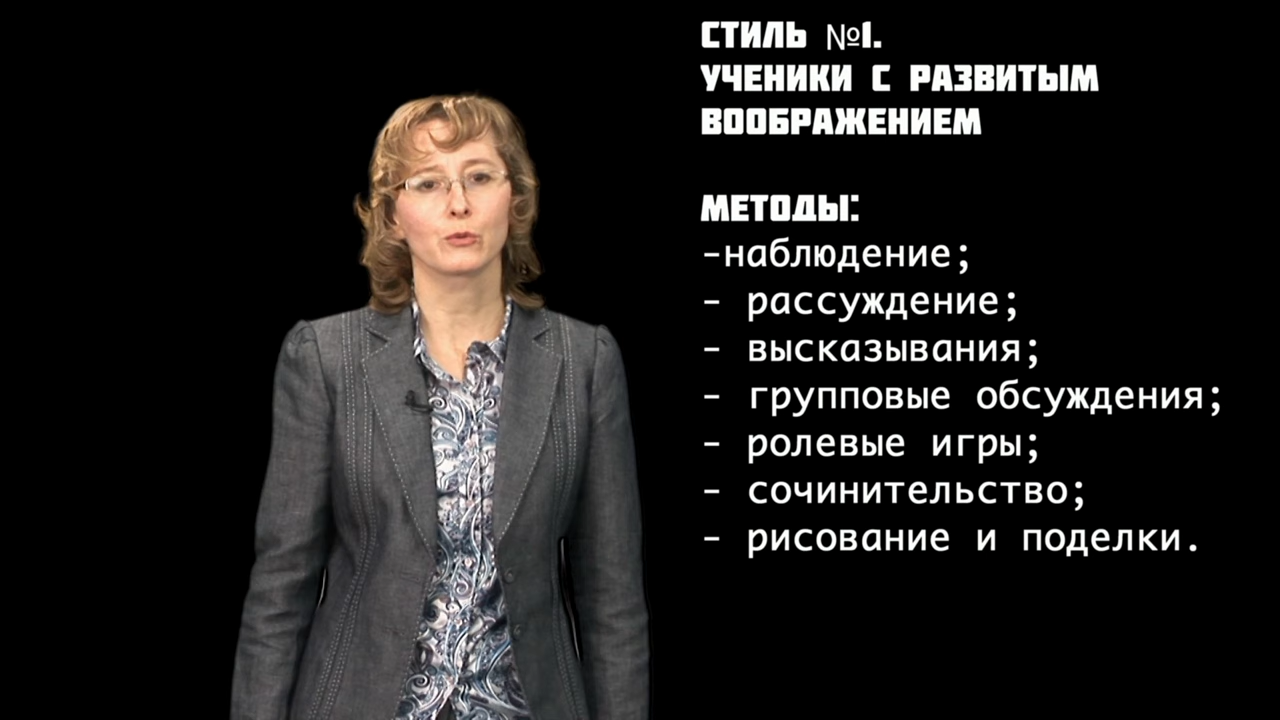 СТИЛЬ №1.
УЧЕНИКИ С РАЗВИТЫМ
ВООБРАЖЕНИЕМ
МЕТОДЫ:
-наблюдение;
- рассуждение;
- высказывания;
- групповые обсуждения;
- ролевые игры;
- сочинительство;
- рисование и поделки.